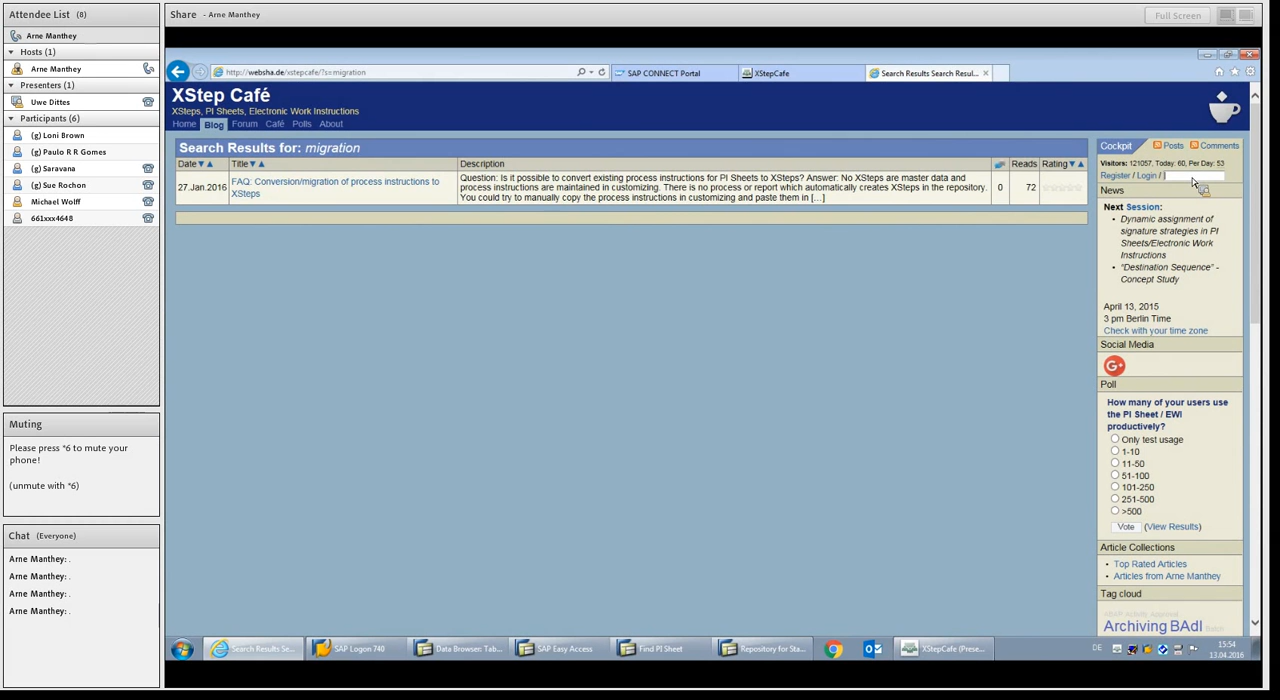 Attendee List (8)
Arne Manthey
Hosts (1)
Arne Manthey
Presenters (1)
Uwe Dittes
Participants (6)
(g) Loni Brown
(g) Paulo R R Gomes
(g) Saravana
(g) Sue Rochon
Michael Wolff
661xxx4648
Muting
Please press *6 to mute your
phone!
(unmute with *6)
Chat (Everyone)
Arne Manthey: .
Arne Manthey: .
Arne Manthey: .
Arne Manthey: .
Share - Arne Manthey
Full Screen
http://websha.de/xstepcafe/?s=migration
SAP CONNECT Portal
XStepCafe
Search Results Search Resul...
XStep Café
XSteps, PI Sheets, Electronic Work Instructions
Home Blog Forum Café Polls About
Search Results for: migration
Date Title Description Reads Rating
27.Jan.2016 FAQ: Conversion/migration of process instructions to
XSteps
Question: Is it possible to convert existing process instructions for PI Sheets to XSteps? Answer: No XSteps are master data and
process instructions are maintained in customizing. There is no process or report which automatically creates XSteps in the repository.
You could try to manually copy the process instructions in customizing and paste them in [...]
0 72
Cockpit Posts Comments
Visitors: 121057, Today: 60, Per Day: 53
Register / Login /
News
Next Session:
• Dynamic assignment of
signature strategies in PI
Sheets/Electronic Work
Instructions
• "Destination Sequence" -
Concept Study
April 13, 2015
3 pm Berlin Time
Check with your time zone
Social Media
G+
Poll
How many of your users use
the PI Sheet / EWI
productively?
Only test usage
1-10
11-50
51-100
101-250
251-500
>500
Vote (View Results)
Article Collections
• Top Rated Articles
• Articles from Arne Manthey
Tag cloud
Archiving BAdI Batch
Search Results Se...
SAP Logon 740
Data Browser: Tab...
SAP Easy Access
Find PI Sheet
Repository for Sta...
XStepCafe (Prese...
DE
15:54
13.04.2016